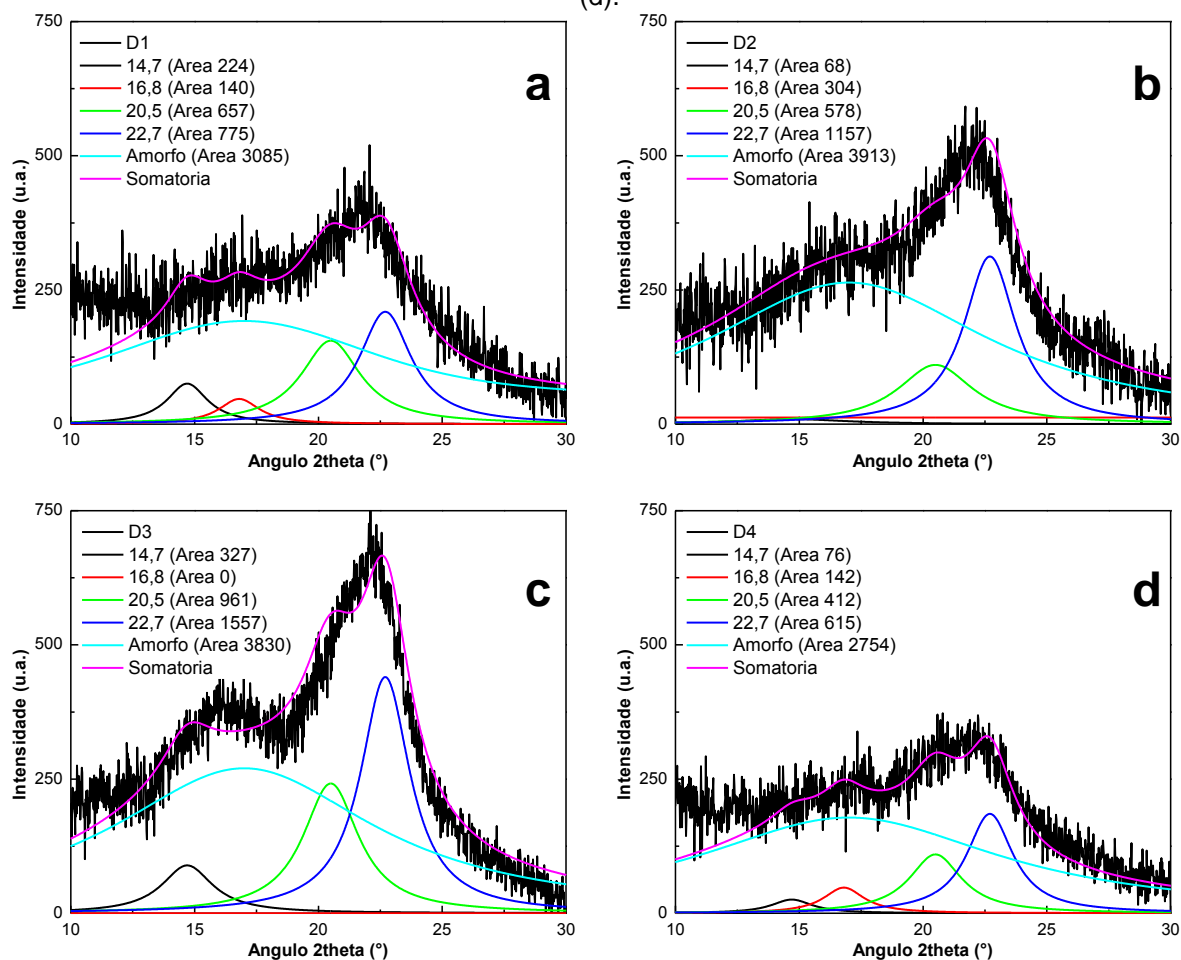 (d).
750
500
250
0
Intensidade (u.a.)
D1
14,7 (Area 224)
16,8 (Area 140)
20,5 (Area 657)
22,7 (Area 775)
Amorfo (Area 3085)
Somatoria
a
10 15 20 25 30
Angulo 2theta (°)
750
500
250
0
Intensidade (u.a.)
D2
14,7 (Area 68)
16,8 (Area 304)
20,5 (Area 578)
22,7 (Area 1157)
Amorfo (Area 3913)
Somatoria
b
10 15 20 25 30
Angulo 2theta (°)
750
500
250
0
Intensidade (u.a.)
D3
14,7 (Area 327)
16,8 (Area 0)
20,5 (Area 961)
22,7 (Area 1557)
Amorfo (Area 3830)
Somatoria
c
10 15 20 25 30
Angulo 2theta (°)
750
500
250
0
Intensidade (u.a.)
D4
14,7 (Area 76)
16,8 (Area 142)
20,5 (Area 412)
22,7 (Area 615)
Amorfo (Area 2754)
Somatoria
d
10 15 20 25 30
Angulo 2theta (°)